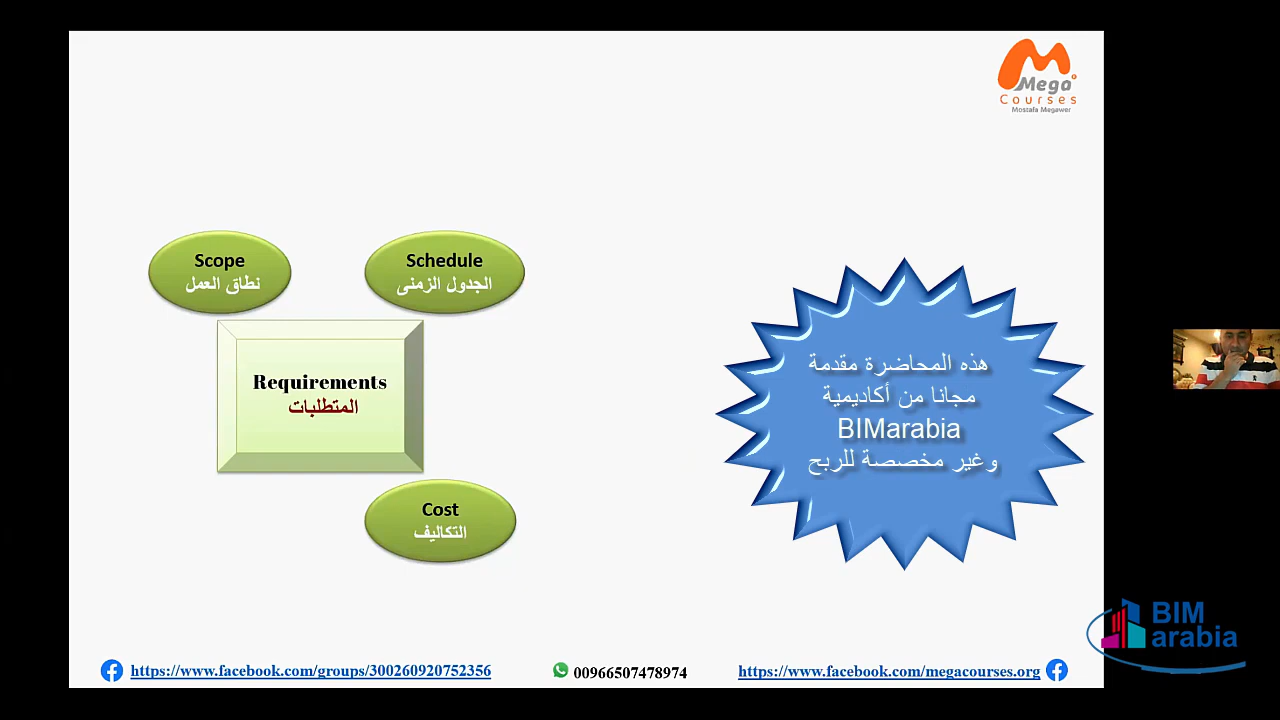 Mega
Courses
Mostafa Megawer
Scope
نطاق العمل
Schedule
الجدول الزمنى
Requirements
المتطلبات
Cost
التكاليف
هذه المحاضرة مقدمة
مجانا من أكاديمية
BIMarabia
وغير مخصصة للربح
BIM
arabia
https://www.facebook.com/groups/300260920752356
00966507478974
https://www.facebook.com/megacourses.org